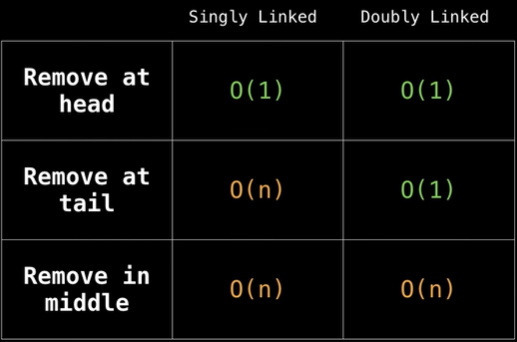 Singly Linked Doubly Linked
Remove at
head
O(1) O(1)
Remove at
tail
O(n) O(1)
Remove in
middle
O(n) O(n)